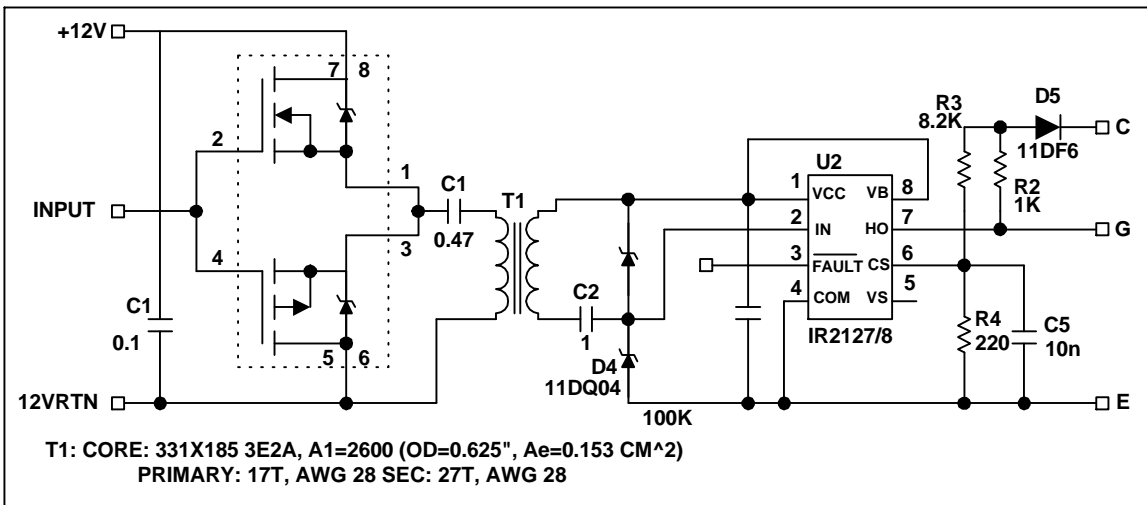 +12V
7 8
2
INPUT
4
1
3
C1
0.1
5 6
12VRTN
C1
0.47
T1
C2
1
D4
11DQ04
100K
U2
1 VCC VB 8
2 IN HO 7
3 FAULT CS 6
4 COM VS 5
IR2127/8
R3
8.2K
D5
11DF6
C
R2
1K
G
R4
220
C5
10n
E
T1: CORE: 331X185 3E2A, A1=2600 (OD=0.625", Ae=0.153 CM^2)
PRIMARY: 17T, AWG 28 SEC: 27T, AWG 28